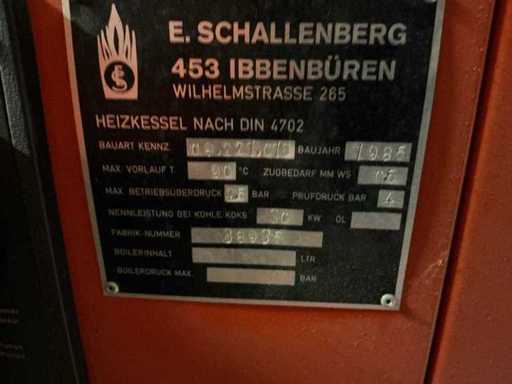 E. SCHALLENBERG
453 IBBENBÜREN
WILHELMSTRASSE 265
HEIZKESSEL NACH DIN 4702
BAUART KENNZ. BAUJAHR 1985
MAX. VORLAUF T. 90 °C ZUGBEDARF MM WS
MAX. BETRIEBSÜBERDRUCK BAR PRÜFDRUCK BAR 4
NENNLEISTUNG BEI KOHLE, KOKS KW ÖL
FABRIK-NUMMER
BOILERINHALT LTR
BOILERDRUCK MAX. BAR